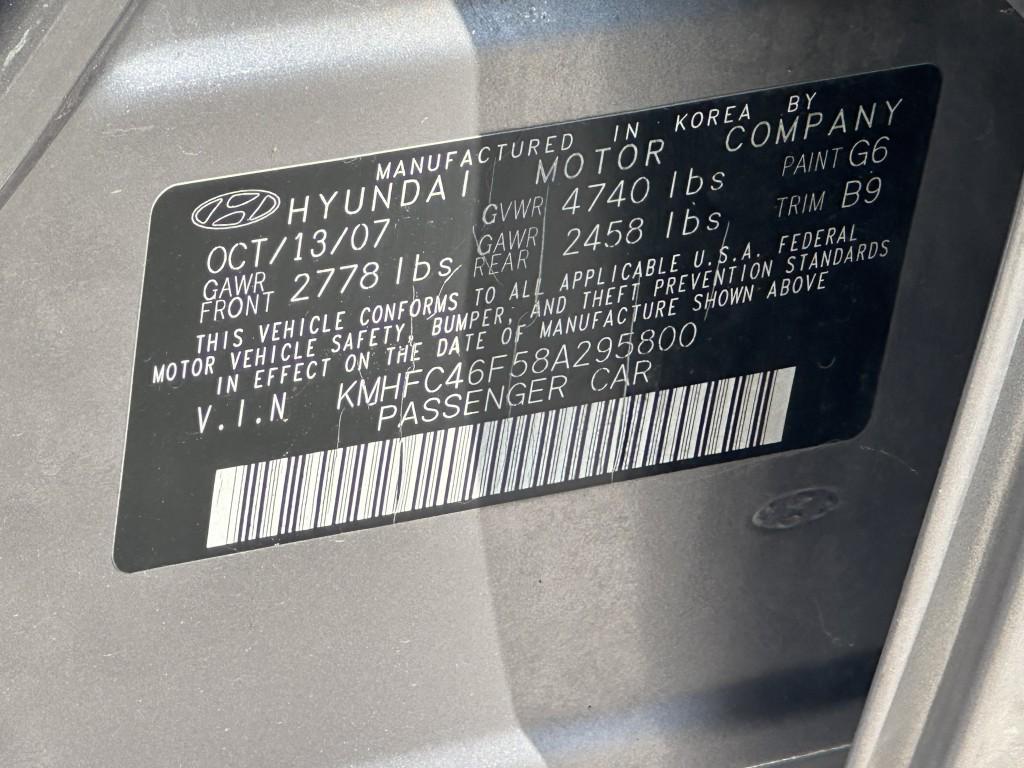 MANUFACTURED IN KOREA BY
HYUNDAI MOTOR COMPANY
OCT/13/07 GVWR 4740 lbs PAINT G6
GAWR FRONT 2778 lbs GAWR REAR 2458 lbs TRIM B9
THIS VEHICLE CONFORMS TO ALL APPLICABLE U.S.A. FEDERAL
MOTOR VEHICLE SAFETY, BUMPER, AND THEFT PREVENTION STANDARDS
IN EFFECT ON THE DATE OF MANUFACTURE SHOWN ABOVE
V.I.N KMHFC46F58A295800
PASSENGER CAR